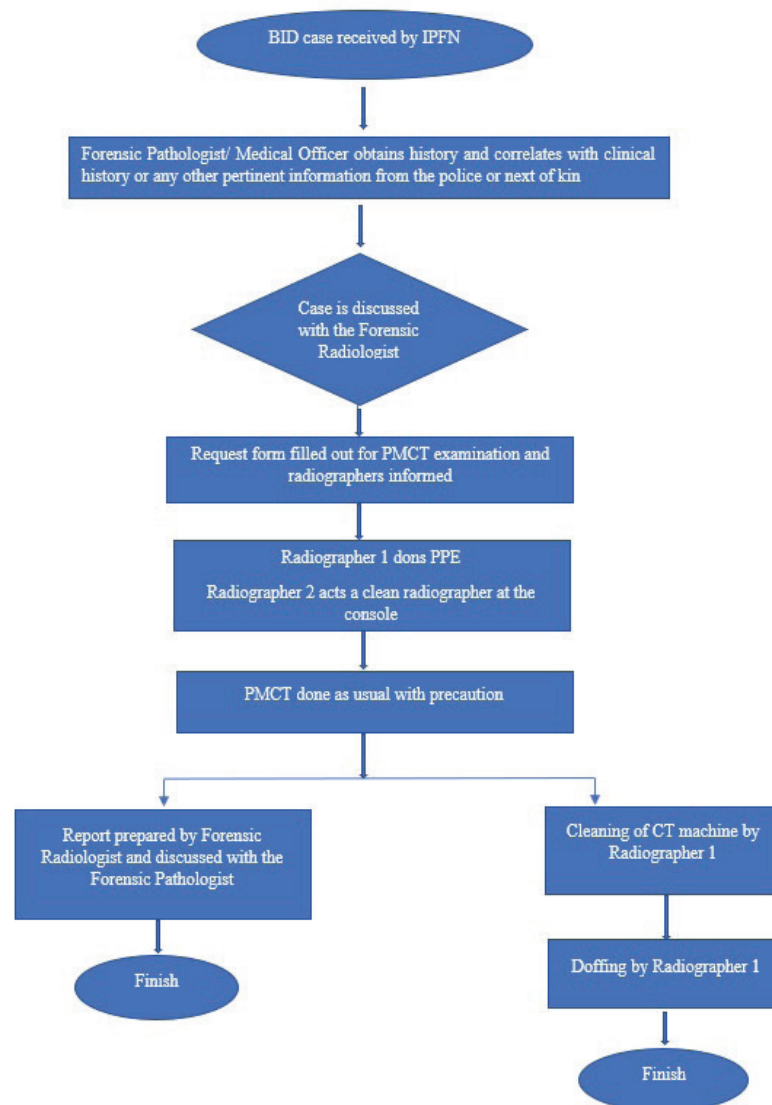 BID case received by IPFN
Forensic Pathologist/ Medical Officer obtains history and correlates with clinical
history or any other pertinent information from the police or next of kin
Case is discussed
with the Forensic
Radiologist
Request form filled out for PMCT examination and
radiographers informed
Radiographer 1 dons PPE
Radiographer 2 acts a clean radiographer at the
console
PMCT done as usual with precaution
Report prepared by Forensic
Radiologist and discussed with the
Forensic Pathologist
Finish
Cleaning of CT machine by
Radiographer 1
Doffing by Radiographer 1
Finish